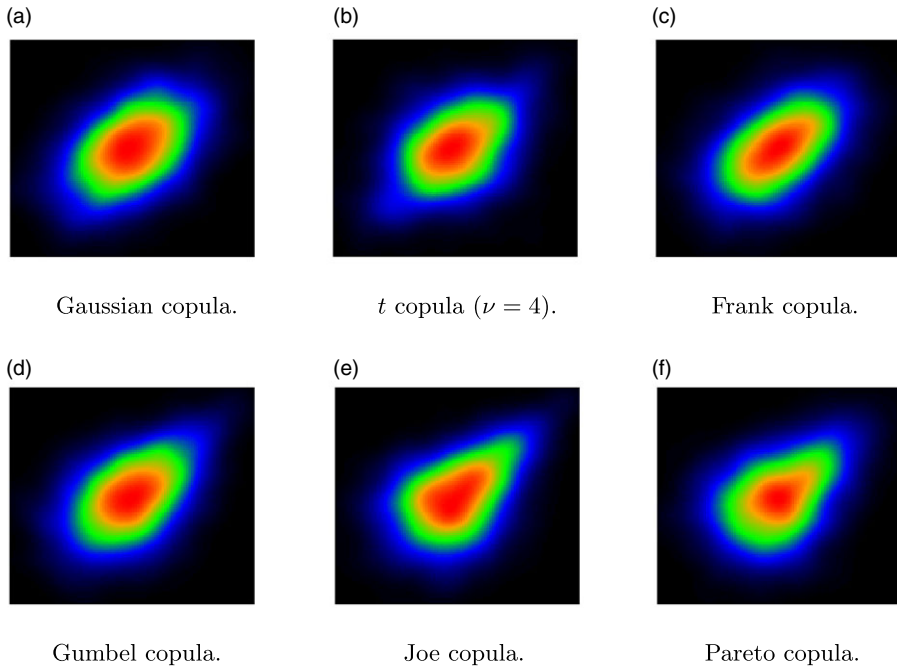 (a)
(b)
(c)
Gaussian copula.
t copula (ν = 4).
Frank copula.
(d)
(e)
(f)
Gumbel copula.
Joe copula.
Pareto copula.